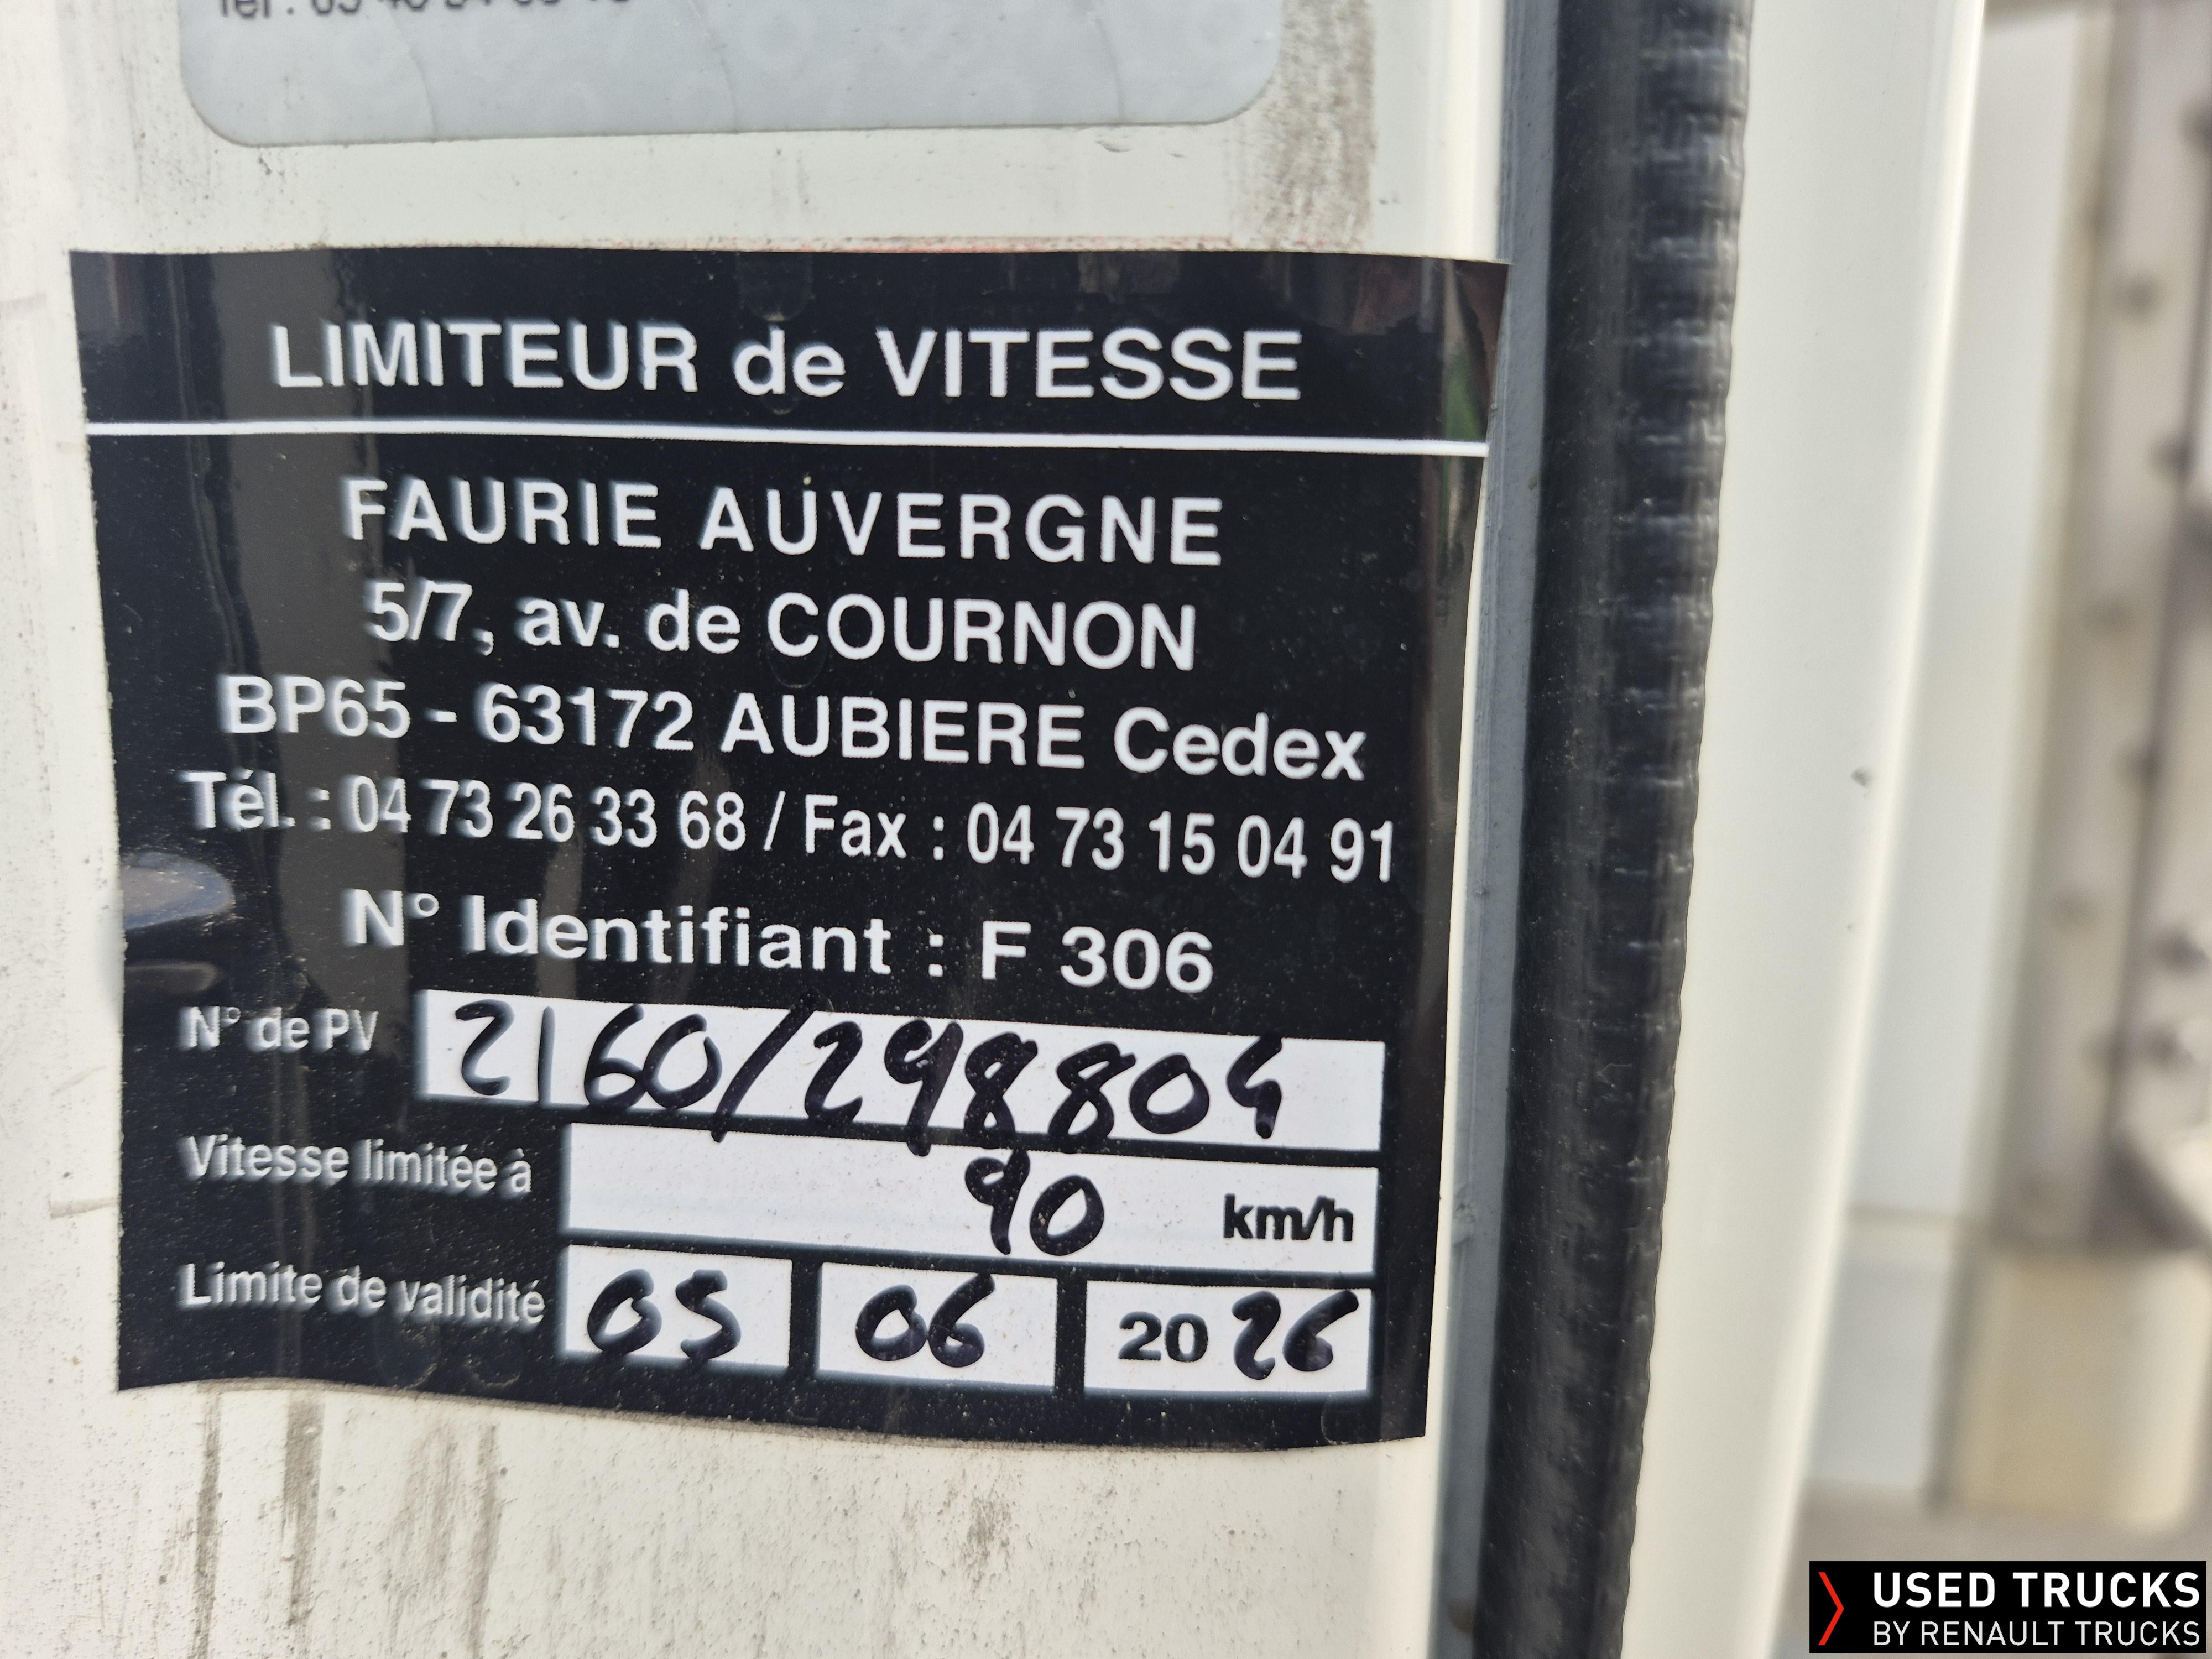 LIMITEUR de VITESSE
FAURIE AUVERGNE
5/7, av. de COURNON
BP65 - 63172 AUBIERE Cedex
Tél. : 04 73 26 33 68 / Fax : 04 73 15 04 91
N° Identifiant : F 306
N° de PV 2160/298804
Vitesse limitée à 90 km/h
Limite de validité 05 06 2026
USED TRUCKS
BY RENAULT TRUCKS